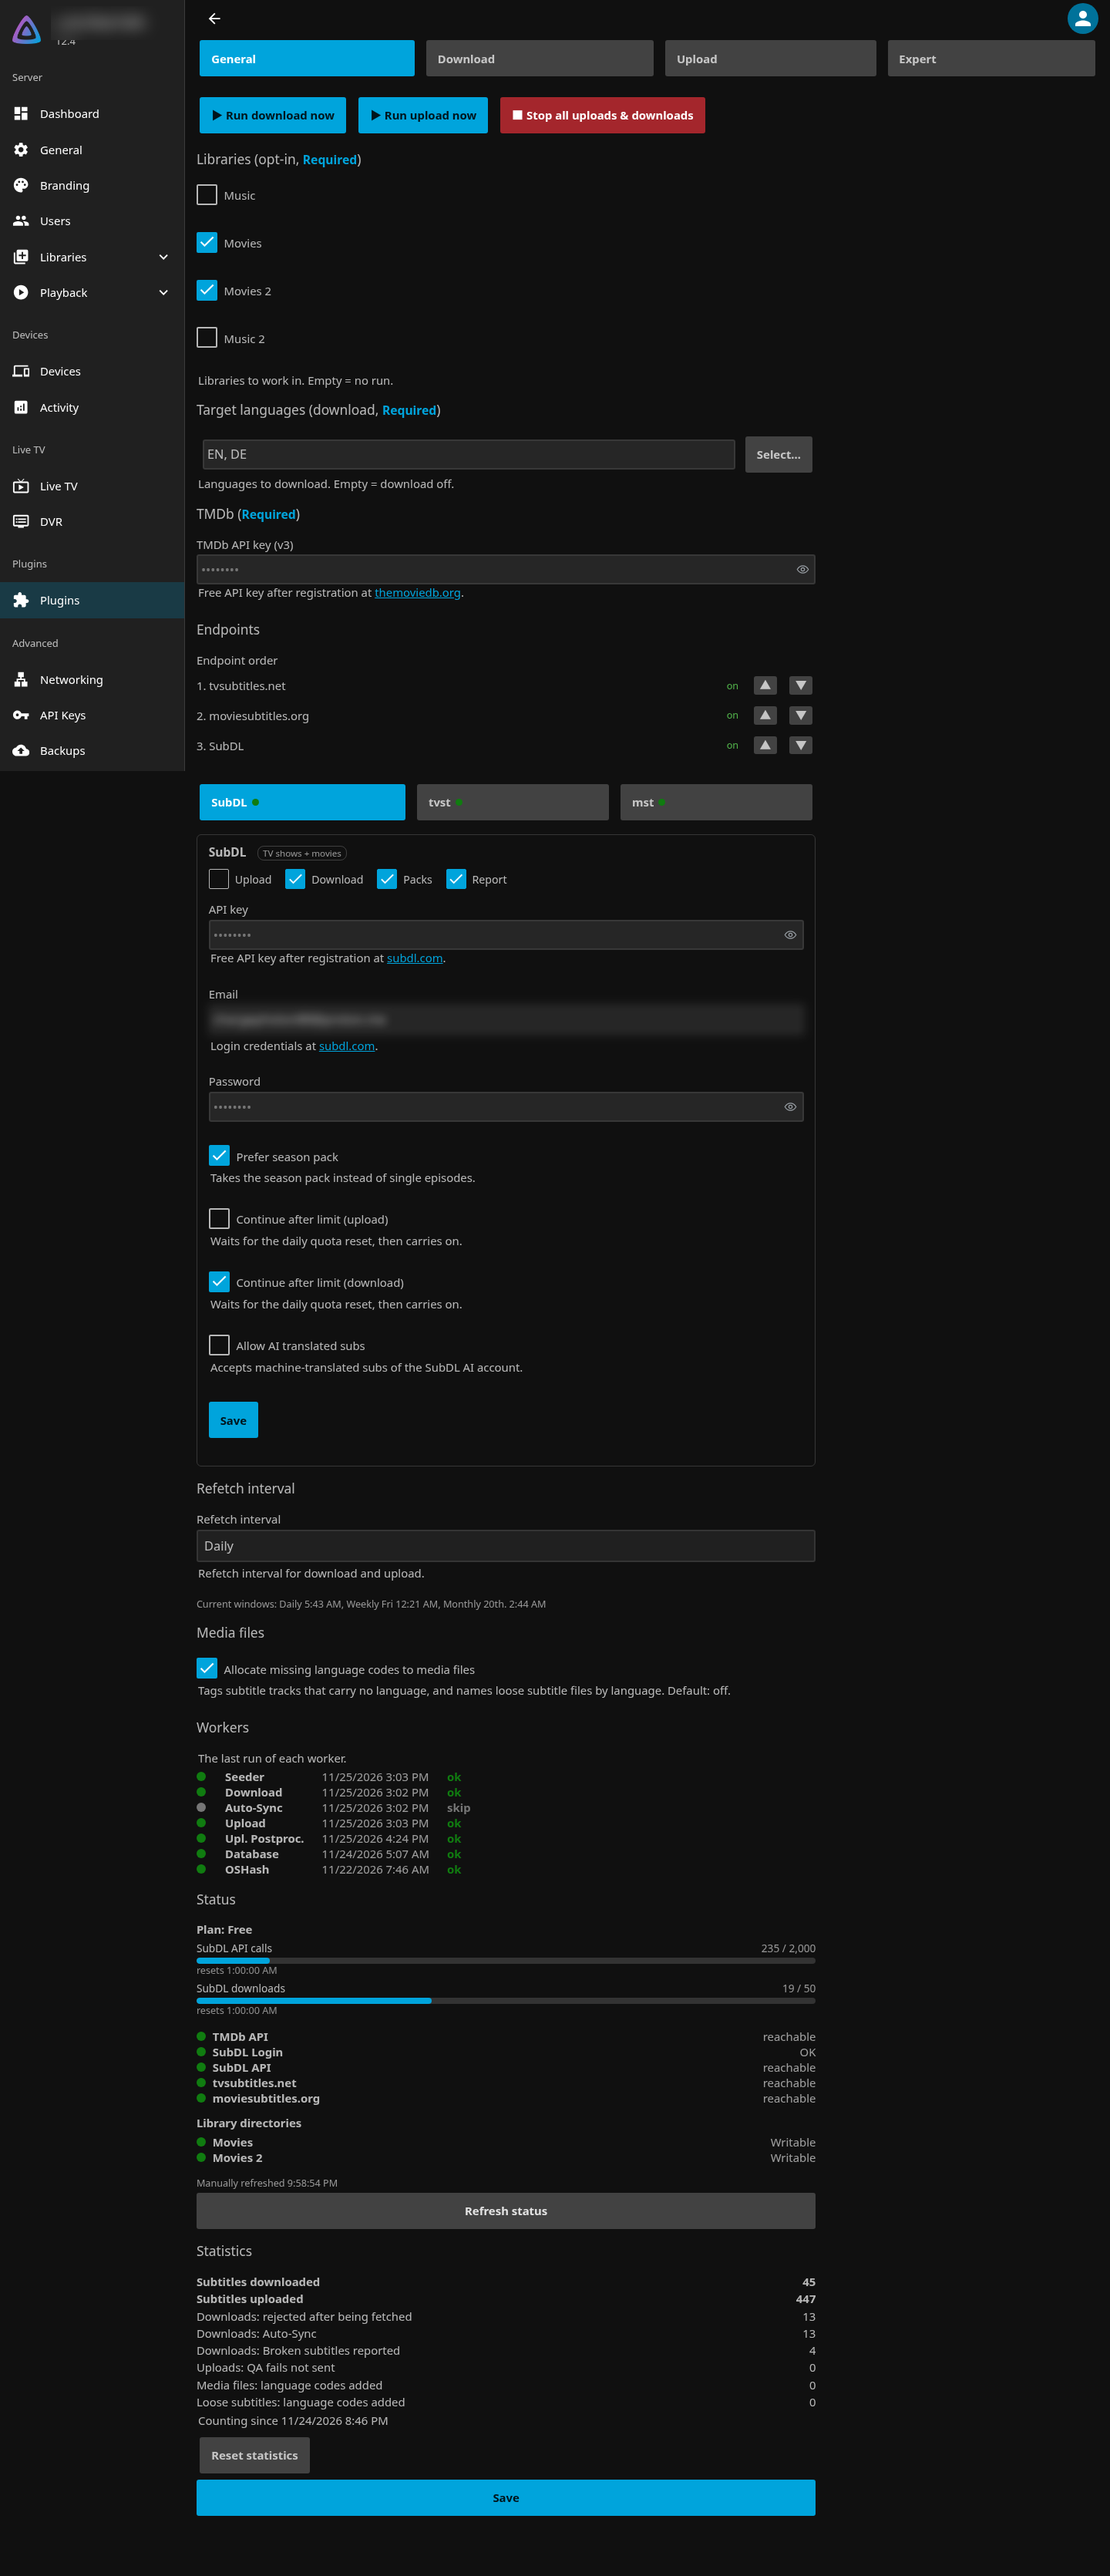 12.4
Server
Dashboard
General
Branding
Users
Libraries
Playback
Devices
Devices
Activity
Live TV
Live TV
DVR
Plugins
Plugins
Advanced
Networking
API Keys
Backups
General
Download
Upload
Expert
▶ Run download now
▶ Run upload now
■ Stop all uploads & downloads
Libraries (opt-in, Required)
Music
Movies
Movies 2
Music 2
Libraries to work in. Empty = no run.
Target languages (download, Required)
EN, DE
Select...
Languages to download. Empty = download off.
TMDb (Required)
TMDb API key (v3)
••••••••
Free API key after registration at themoviedb.org.
Endpoints
Endpoint order
1. tvsubtitles.net on ▲ ▼
2. moviesubtitles.org on ▲ ▼
3. SubDL on ▲ ▼
SubDL
tvst
mst
SubDL TV shows + movies
Upload Download Packs Report
API key
••••••••
Free API key after registration at subdl.com.
Email
Login credentials at subdl.com.
Password
••••••••
Prefer season pack
Takes the season pack instead of single episodes.
Continue after limit (upload)
Waits for the daily quota reset, then carries on.
Continue after limit (download)
Waits for the daily quota reset, then carries on.
Allow AI translated subs
Accepts machine-translated subs of the SubDL AI account.
Save
Refetch interval
Refetch interval
Daily
Refetch interval for download and upload.
Current windows: Daily 5:43 AM, Weekly Fri 12:21 AM, Monthly 20th. 2:44 AM
Media files
Allocate missing language codes to media files
Tags subtitle tracks that carry no language, and names loose subtitle files by language. Default: off.
Workers
The last run of each worker.
Seeder 11/25/2026 3:03 PM ok
Download 11/25/2026 3:02 PM ok
Auto-Sync 11/25/2026 3:02 PM skip
Upload 11/25/2026 3:03 PM ok
Upl. Postproc. 11/25/2026 4:24 PM ok
Database 11/24/2026 5:07 AM ok
OSHash 11/22/2026 7:46 AM ok
Status
Plan: Free
SubDL API calls 235 / 2,000
resets 1:00:00 AM
SubDL downloads 19 / 50
resets 1:00:00 AM
TMDb API reachable
SubDL Login OK
SubDL API reachable
tvsubtitles.net reachable
moviesubtitles.org reachable
Library directories
Movies Writable
Movies 2 Writable
Manually refreshed 9:58:54 PM
Refresh status
Statistics
Subtitles downloaded 45
Subtitles uploaded 447
Downloads: rejected after being fetched 13
Downloads: Auto-Sync 13
Downloads: Broken subtitles reported 4
Uploads: QA fails not sent 0
Media files: language codes added 0
Loose subtitles: language codes added 0
Counting since 11/24/2026 8:46 PM
Reset statistics
Save